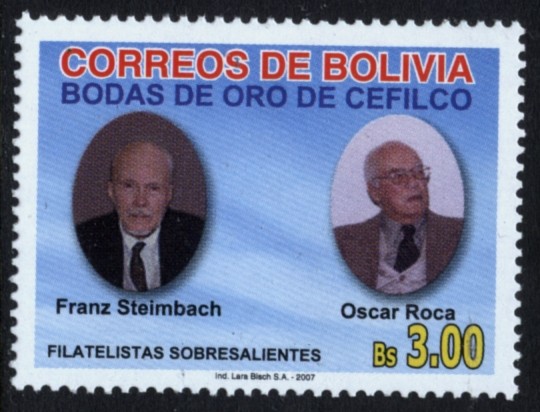 CORREOS DE BOLIVIA
BODAS DE ORO DE CEFILCO
Franz Steimbach
Oscar Roca
FILATELISTAS SOBRESALIENTES
Bs 3.00
Ind. Lara Bisch S.A. - 2007